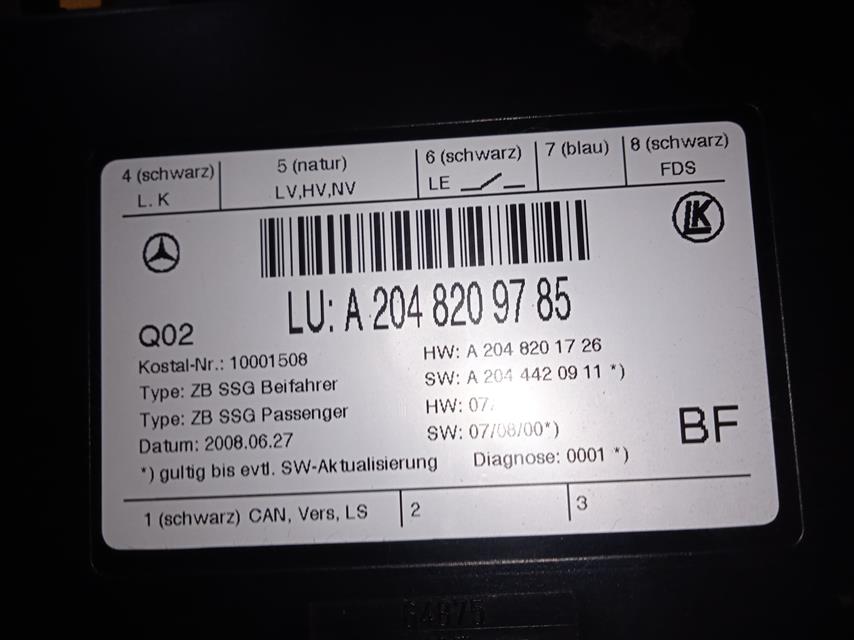 4 (schwarz) 5 (natur) 6 (schwarz) 7 (blau) 8 (schwarz)
L. K LV,HV,NV LE FDS
LK
LU: A 204 820 97 85
Q02
Kostal-Nr.: 10001508 HW: A 204 820 17 26
Type: ZB SSG Beifahrer SW: A 204 442 09 11 *)
Type: ZB SSG Passenger HW: 07
Datum: 2008.06.27 SW: 07/08/00*) BF
*) gultig bis evtl. SW-Aktualisierung Diagnose: 0001 *)
1 (schwarz) CAN, Vers, LS 2 3